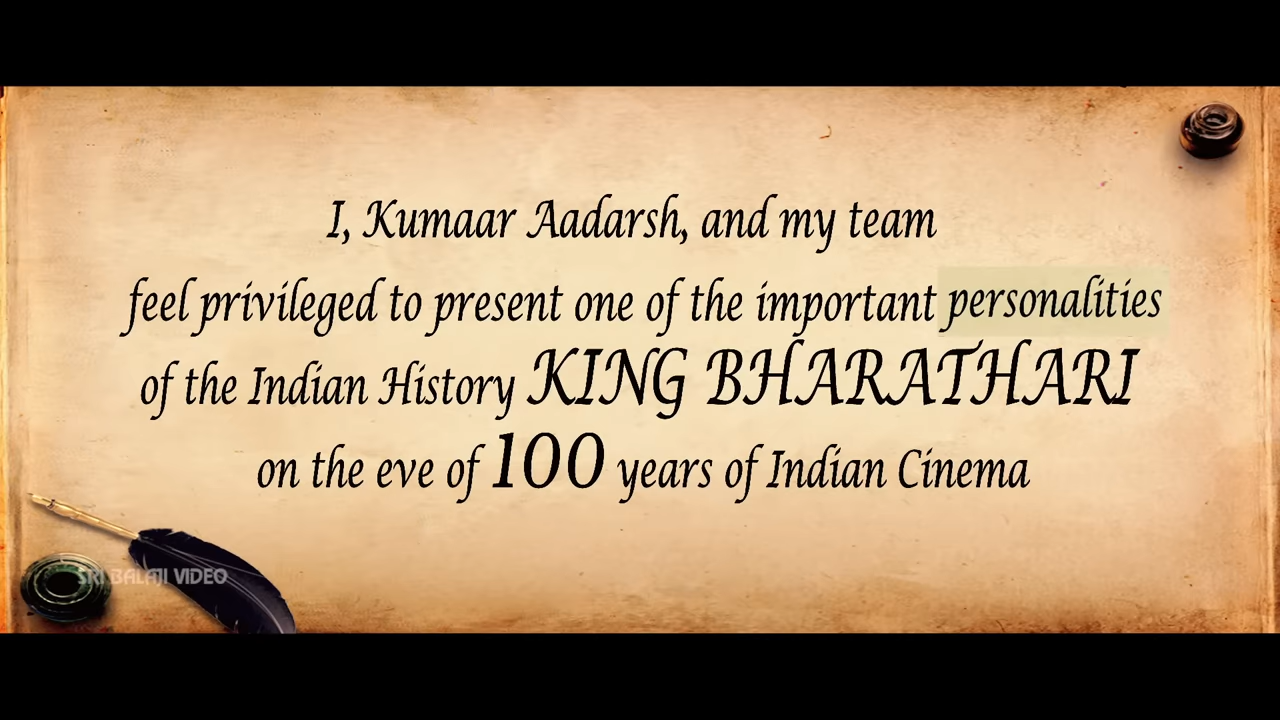 I, Kumaar Aadarsh, and my team
feel privileged to present one of the important personalities
of the Indian History KING BHARATHARI
on the eve of 100 years of Indian Cinema
SRI BALAJI VIDEO